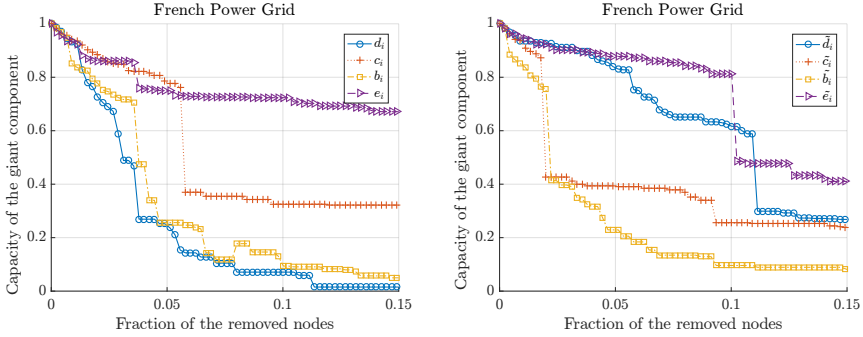 French Power Grid
1
0.8
0.6
0.4
0.2
0
0
0.05
0.1
0.15
Capacity of the giant component
Fraction of the removed nodes
d_i
c_i
b_i
e_i
French Power Grid
1
0.8
0.6
0.4
0.2
0
0
0.05
0.1
0.15
Capacity of the giant component
Fraction of the removed nodes
d̃_i
c̃_i
b̃_i
ẽ_i